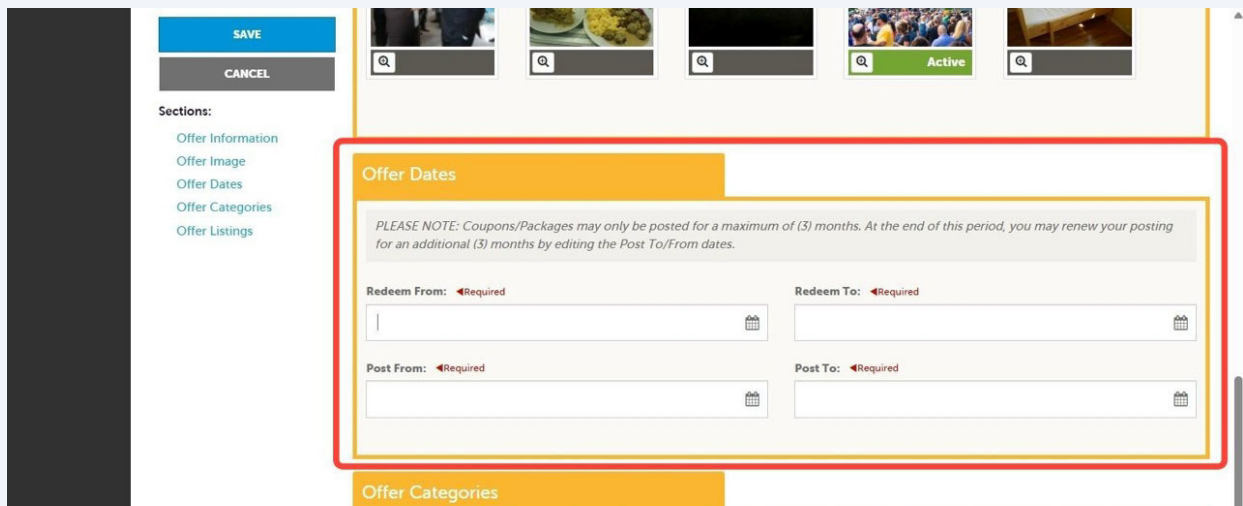 SAVE
CANCEL
Sections:
Offer Information
Offer Image
Offer Dates
Offer Categories
Offer Listings
Active
Offer Dates
PLEASE NOTE: Coupons/Packages may only be posted for a maximum of (3) months. At the end of this period, you may renew your posting
for an additional (3) months by editing the Post To/From dates.
Redeem From: ◀Required
Redeem To: ◀Required
Post From: ◀Required
Post To: ◀Required
Offer Categories